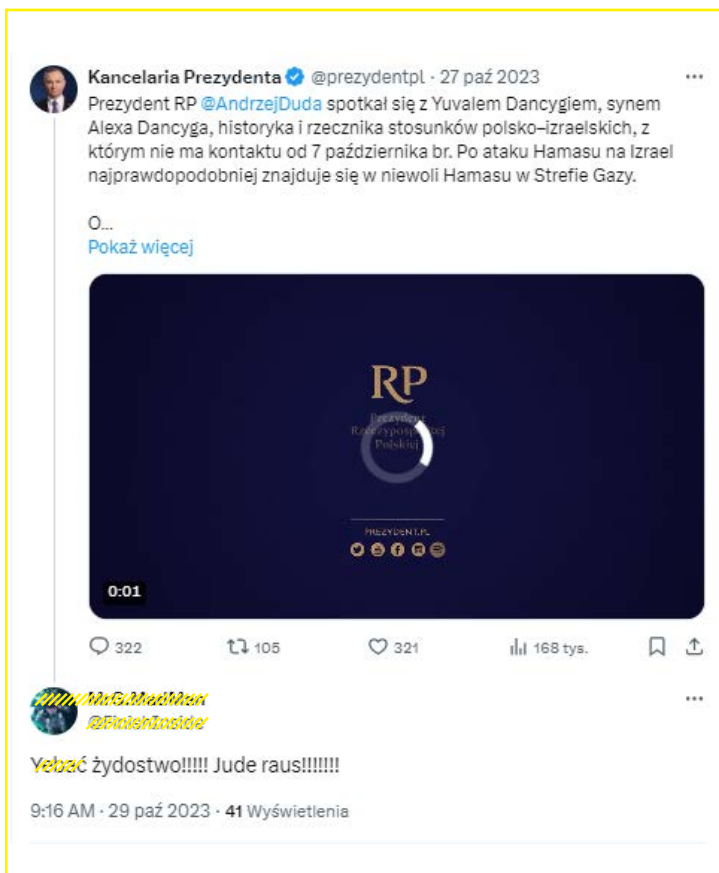 Kancelaria Prezydenta @prezydentpl · 27 paź 2023
Prezydent RP @AndrzejDuda spotkał się z Yuvalem Dancygiem, synem
Alexa Dancyga, historyka i rzecznika stosunków polsko–izraelskich, z
którym nie ma kontaktu od 7 października br. Po ataku Hamasu na Izrael
najprawdopodobniej znajduje się w niewoli Hamasu w Strefie Gazy.
O...
Pokaż więcej
RP
Prezydent
Rzeczypospolitej
Polskiej
PREZYDENT.PL
0:01
322 105 321 168 tys.
żydostwo!!!!! Jude raus!!!!!!!
9:16 AM · 29 paź 2023 · 41 Wyświetlenia